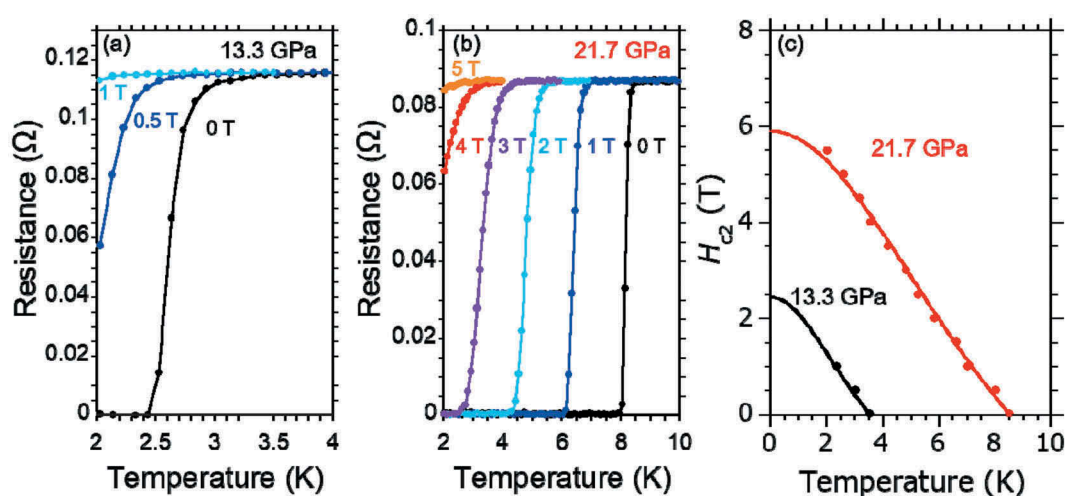 (a) 13.3 GPa
1 T
0.5 T
0 T
0.12
0.1
0.08
0.06
0.04
0.02
0
2 2.5 3 3.5 4
Resistance (Ω)
Temperature (K)
(b) 21.7 GPa
5 T
4 T 3 T 2 T 1 T 0 T
0.1
0.08
0.06
0.04
0.02
0
2 4 6 8 10
Resistance (Ω)
Temperature (K)
(c)
21.7 GPa
13.3 GPa
8
6
4
2
0
0 2 4 6 8 10
Hc2 (T)
Temperature (K)